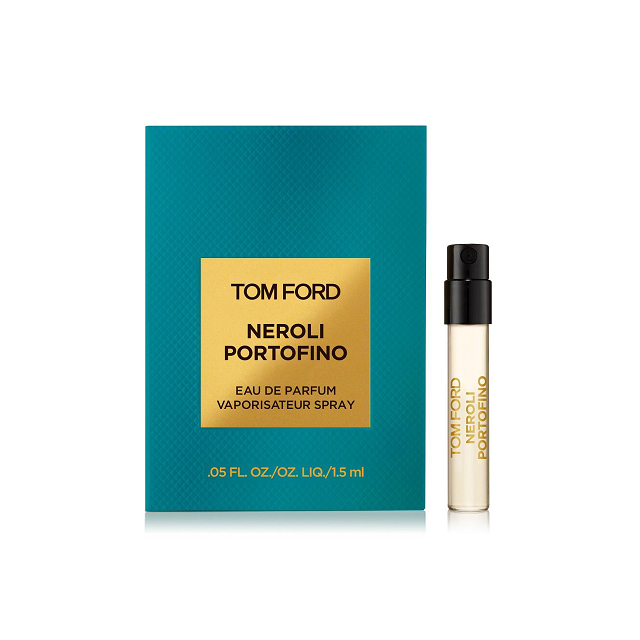 TOM FORD
NEROLI
PORTOFINO
EAU DE PARFUM
VAPORISATEUR SPRAY
.05 FL. OZ./OZ. LIQ./1.5 ml
TOM FORD
NEROLI
PORTOFINO